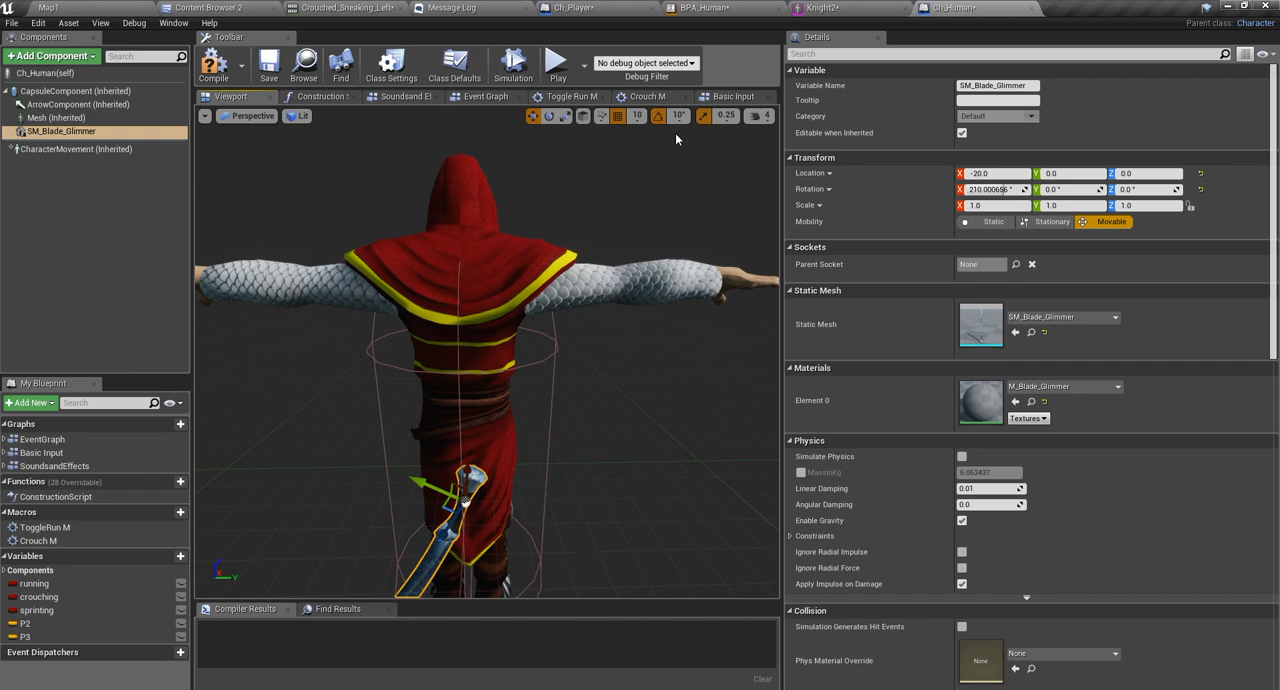 Map1
Content Browser 2
Crouched_Sneaking_Left*
Message Log
Ch_Player*
BPA_Human*
Knight2*
Ch_Human*
File Edit Asset View Debug Window Help
Parent class: Character
Components
+ Add Component
Search
Ch_Human(self)
CapsuleComponent (Inherited)
ArrowComponent (Inherited)
Mesh (Inherited)
SM_Blade_Glimmer
CharacterMovement (Inherited)
My Blueprint
+ Add New
Search
Graphs
EventGraph
Basic Input
SoundsandEffects
Functions (28 Overridable)
ConstructionScript
Macros
ToggleRun M
Crouch M
Variables
Components
running
crouching
sprinting
P2
P3
Event Dispatchers
Toolbar
Compile
Save
Browse
Find
Class Settings
Class Defaults
Simulation
Play
No debug object selected
Debug Filter
Viewport
Construction S
Soundsand E
Event Graph
Toggle Run M
Crouch M
Basic Input
Perspective
Lit
10
10°
0.25
4
Z
X
Y
Compiler Results
Find Results
Clear
Details
Search
Variable
Variable Name SM_Blade_Glimmer
Tooltip
Category Default
Editable when Inherited
Transform
Location X -20.0 Y 0.0 Z 0.0
Rotation X 210.000656 ° Y 0.0 ° Z 0.0 °
Scale X 1.0 Y 1.0 Z 1.0
Mobility Static Stationary Movable
Sockets
Parent Socket None
Static Mesh
Static Mesh SM_Blade_Glimmer
Materials
Element 0 M_Blade_Glimmer
Textures
Physics
Simulate Physics
MassInKg 6.063437
Linear Damping 0.01
Angular Damping 0.0
Enable Gravity
Constraints
Ignore Radial Impulse
Ignore Radial Force
Apply Impulse on Damage
Collision
Simulation Generates Hit Events
Phys Material Override None None